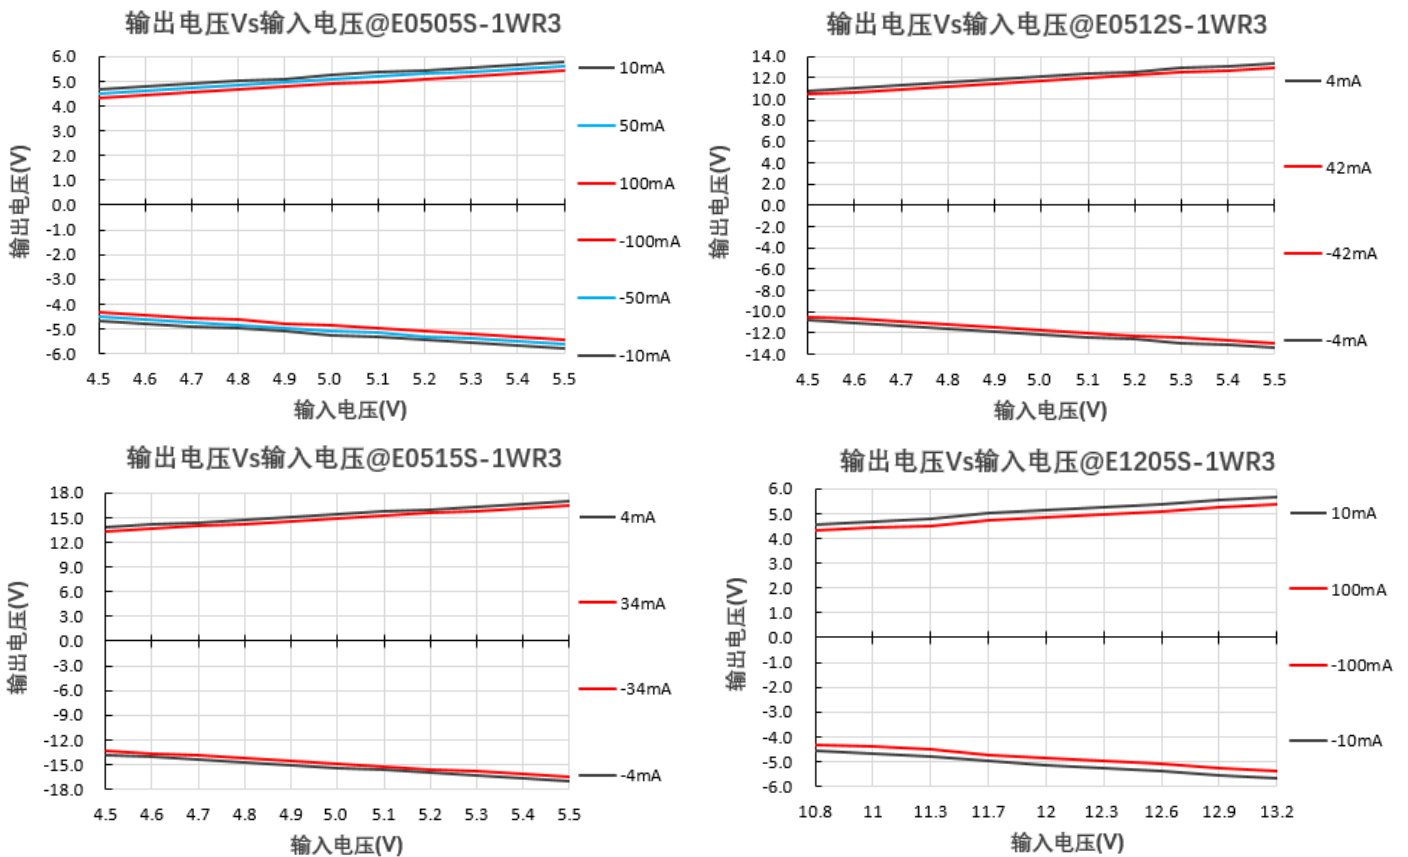 输出电压Vs输入电压@E0505S-1WR3
6.0
5.0
4.0
3.0
2.0
1.0
0.0
-1.0
-2.0
-3.0
-4.0
-5.0
-6.0
输出电压(V)
4.5 4.6 4.7 4.8 4.9 5.0 5.1 5.2 5.3 5.4 5.5
输入电压(V)
10mA
50mA
100mA
-100mA
-50mA
-10mA
输出电压Vs输入电压@E0512S-1WR3
14.0
12.0
10.0
8.0
6.0
4.0
2.0
0.0
-2.0
-4.0
-6.0
-8.0
-10.0
-12.0
-14.0
输出电压(V)
4.5 4.6 4.7 4.8 4.9 5.0 5.1 5.2 5.3 5.4 5.5
输入电压(V)
4mA
42mA
-42mA
-4mA
输出电压Vs输入电压@E0515S-1WR3
18.0
15.0
12.0
9.0
6.0
3.0
0.0
-3.0
-6.0
-9.0
-12.0
-15.0
-18.0
输出电压(V)
4.5 4.6 4.7 4.8 4.9 5.0 5.1 5.2 5.3 5.4 5.5
输入电压(V)
4mA
34mA
-34mA
-4mA
输出电压Vs输入电压@E1205S-1WR3
6.0
5.0
4.0
3.0
2.0
1.0
0.0
-1.0
-2.0
-3.0
-4.0
-5.0
-6.0
输出电压(V)
10.8 11 11.3 11.7 12 12.3 12.6 12.9 13.2
输入电压(V)
10mA
100mA
-100mA
-10mA